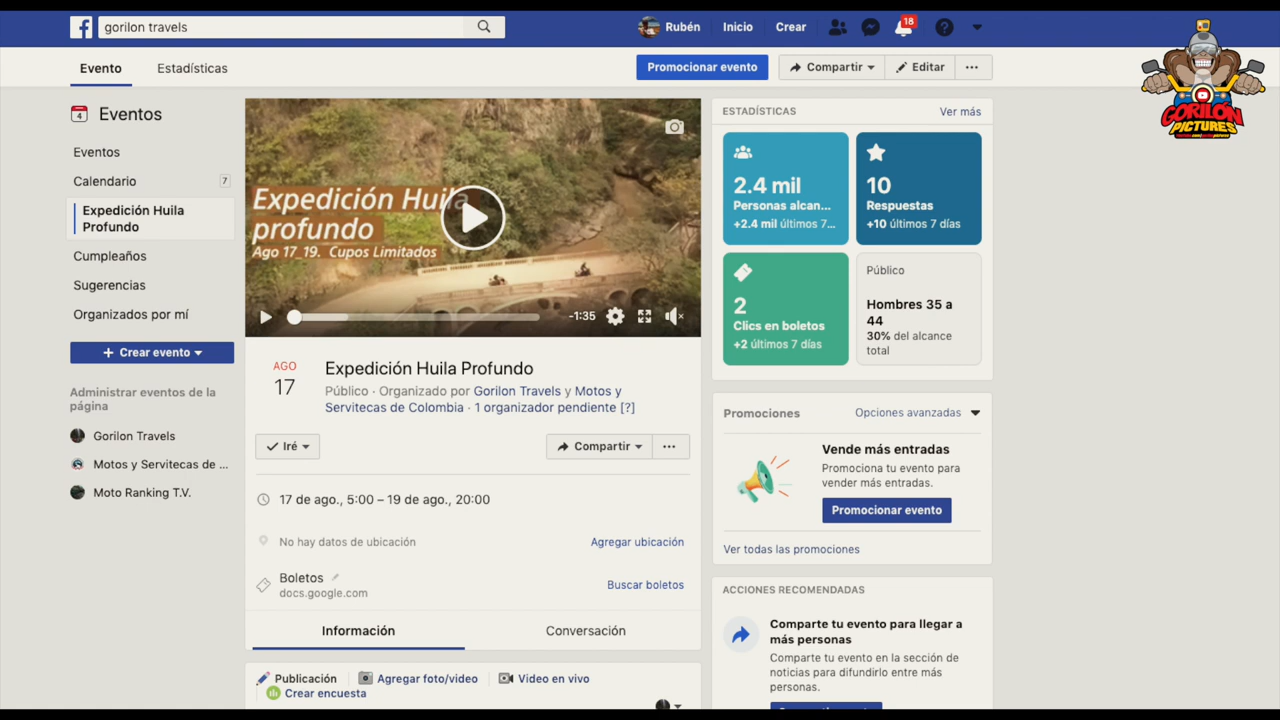 gorilon travels
Rubén
Inicio
Crear
18
Evento
Estadísticas
Promocionar evento
Compartir
Editar
GORILÓN
PICTURES
4
Eventos
Eventos
Calendario
7
Expedición Huila
Profundo
Cumpleaños
Sugerencias
Organizados por mí
+ Crear evento
Administrar eventos de la
página
Gorilon Travels
Motos y Servitecas de ...
Moto Ranking T.V.
Expedición Huila
profundo
Ago 17_19. Cupos Limitados
-1:35
AGO
17
Expedición Huila Profundo
Público · Organizado por Gorilon Travels y Motos y
Servitecas de Colombia · 1 organizador pendiente [?]
Iré
Compartir
17 de ago., 5:00 – 19 de ago., 20:00
No hay datos de ubicación
Agregar ubicación
Boletos
docs.google.com
Buscar boletos
Información
Conversación
Publicación
Agregar foto/video
Video en vivo
Crear encuesta
ESTADÍSTICAS
Ver más
2.4 mil
Personas alcan...
+2.4 mil últimos 7...
10
Respuestas
+10 últimos 7 días
2
Clics en boletos
+2 últimos 7 días
Público
Hombres 35 a
44
30% del alcance
total
Promociones
Opciones avanzadas
Vende más entradas
Promociona tu evento para
vender más entradas.
Promocionar evento
Ver todas las promociones
ACCIONES RECOMENDADAS
Comparte tu evento para llegar a
más personas
Comparte tu evento en la sección de
noticias para difundirlo entre más
personas.